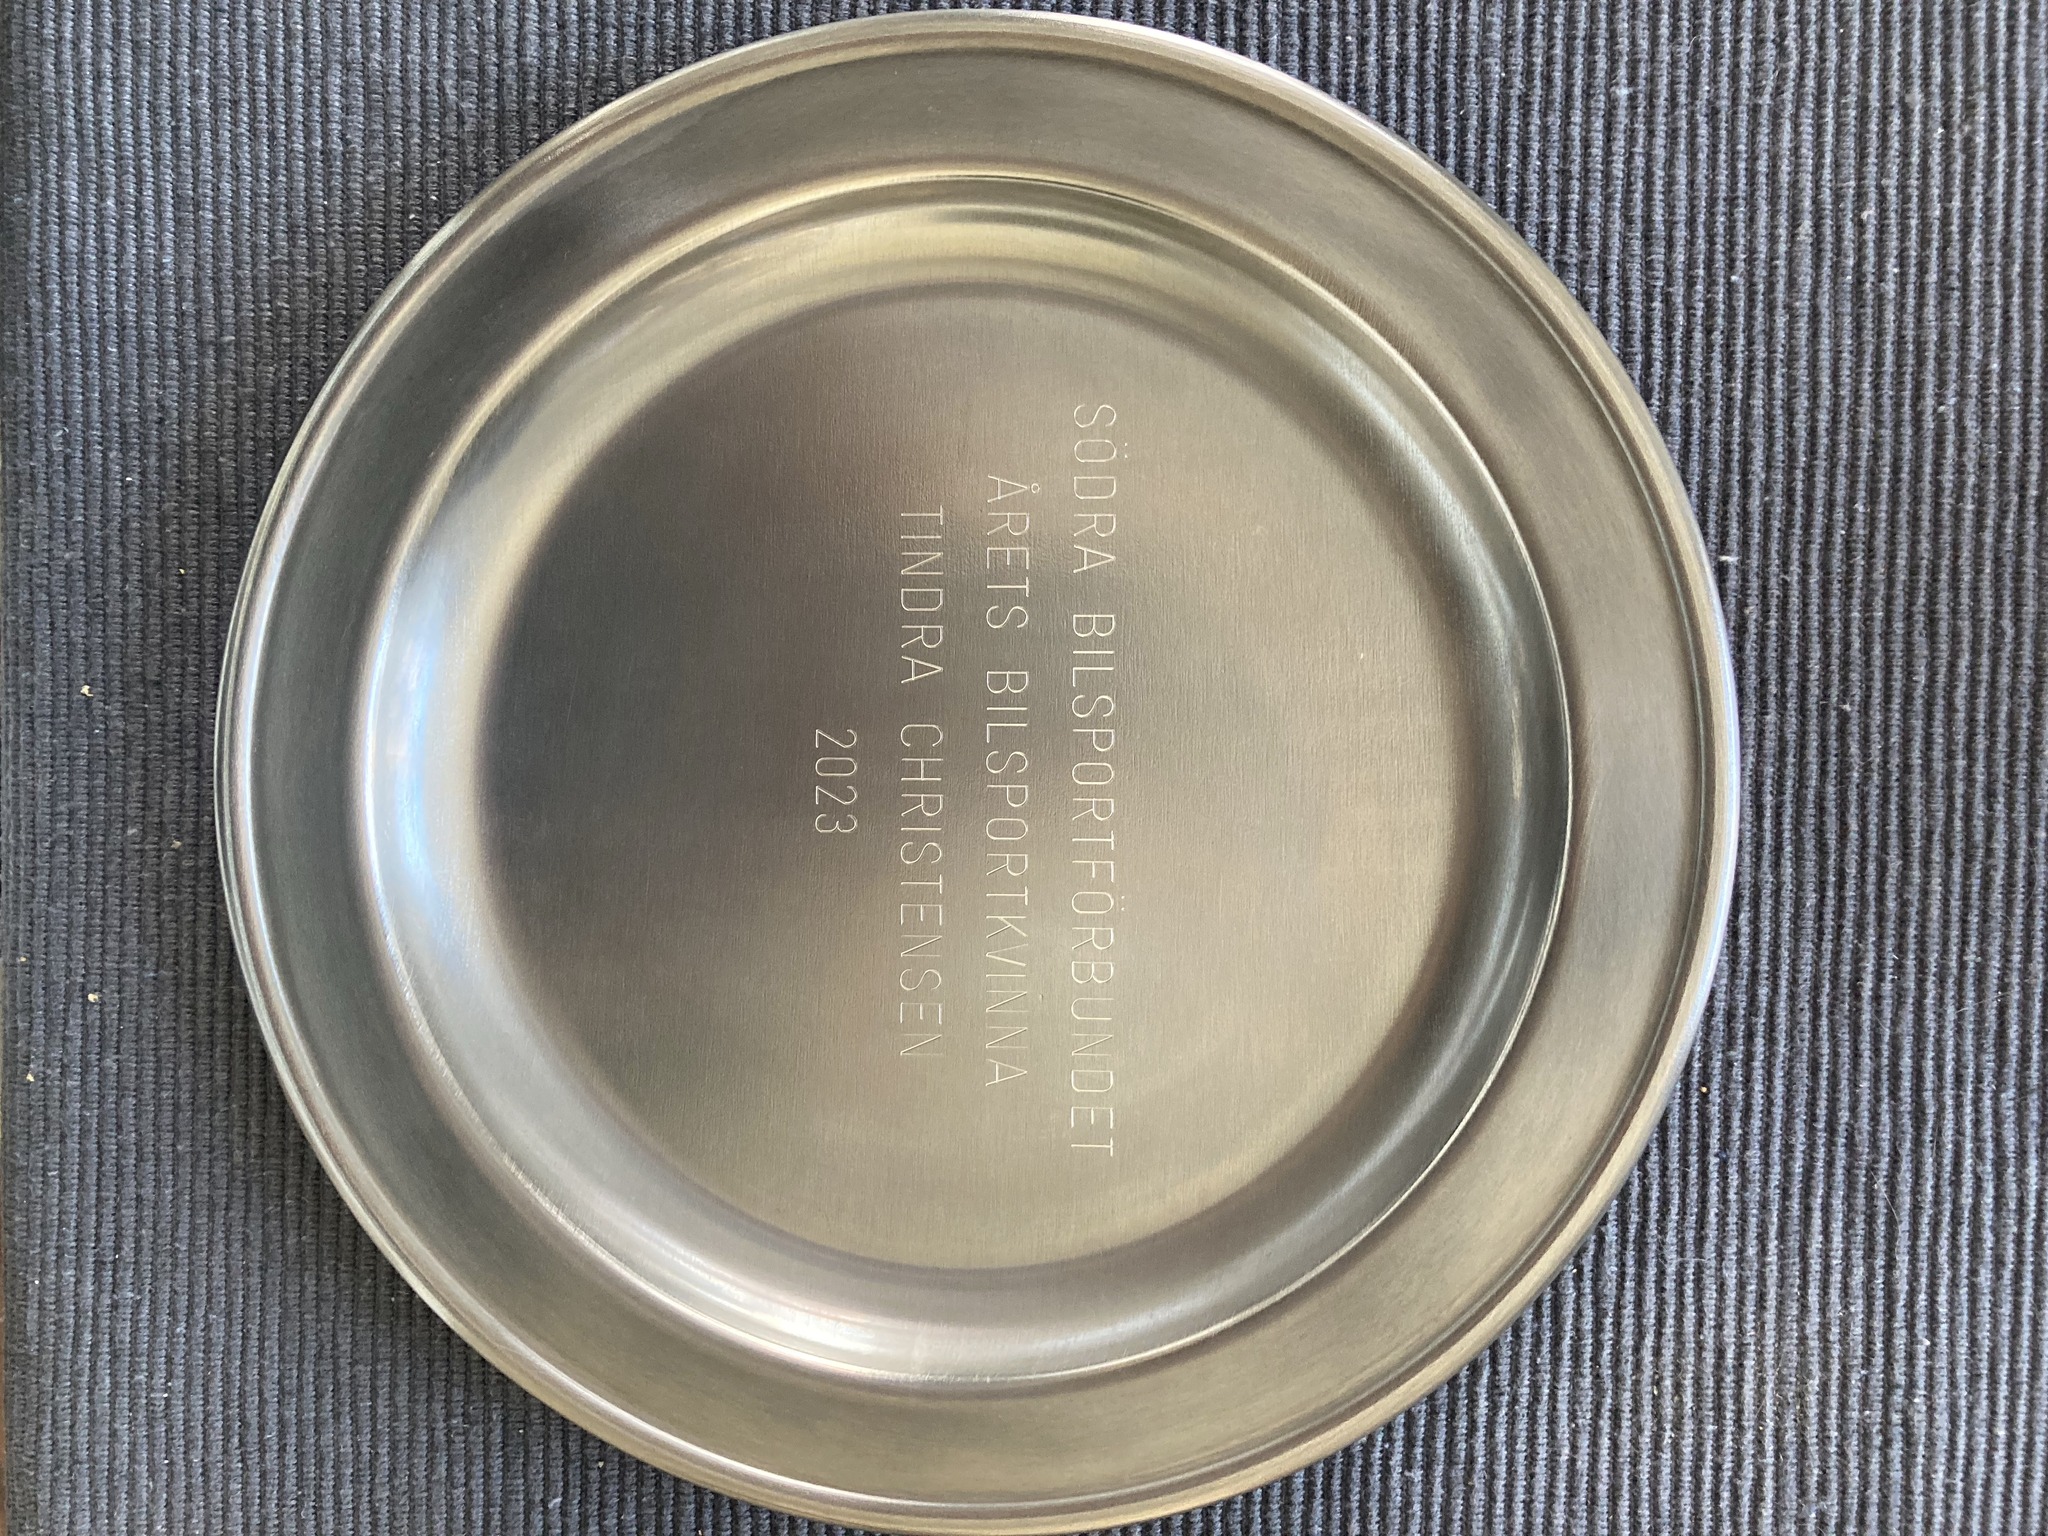 SÖDRA BILSPORTFÖRBUNDET
ÅRETS BILSPORTKVINNA
TINDRA CHRISTENSEN
2023